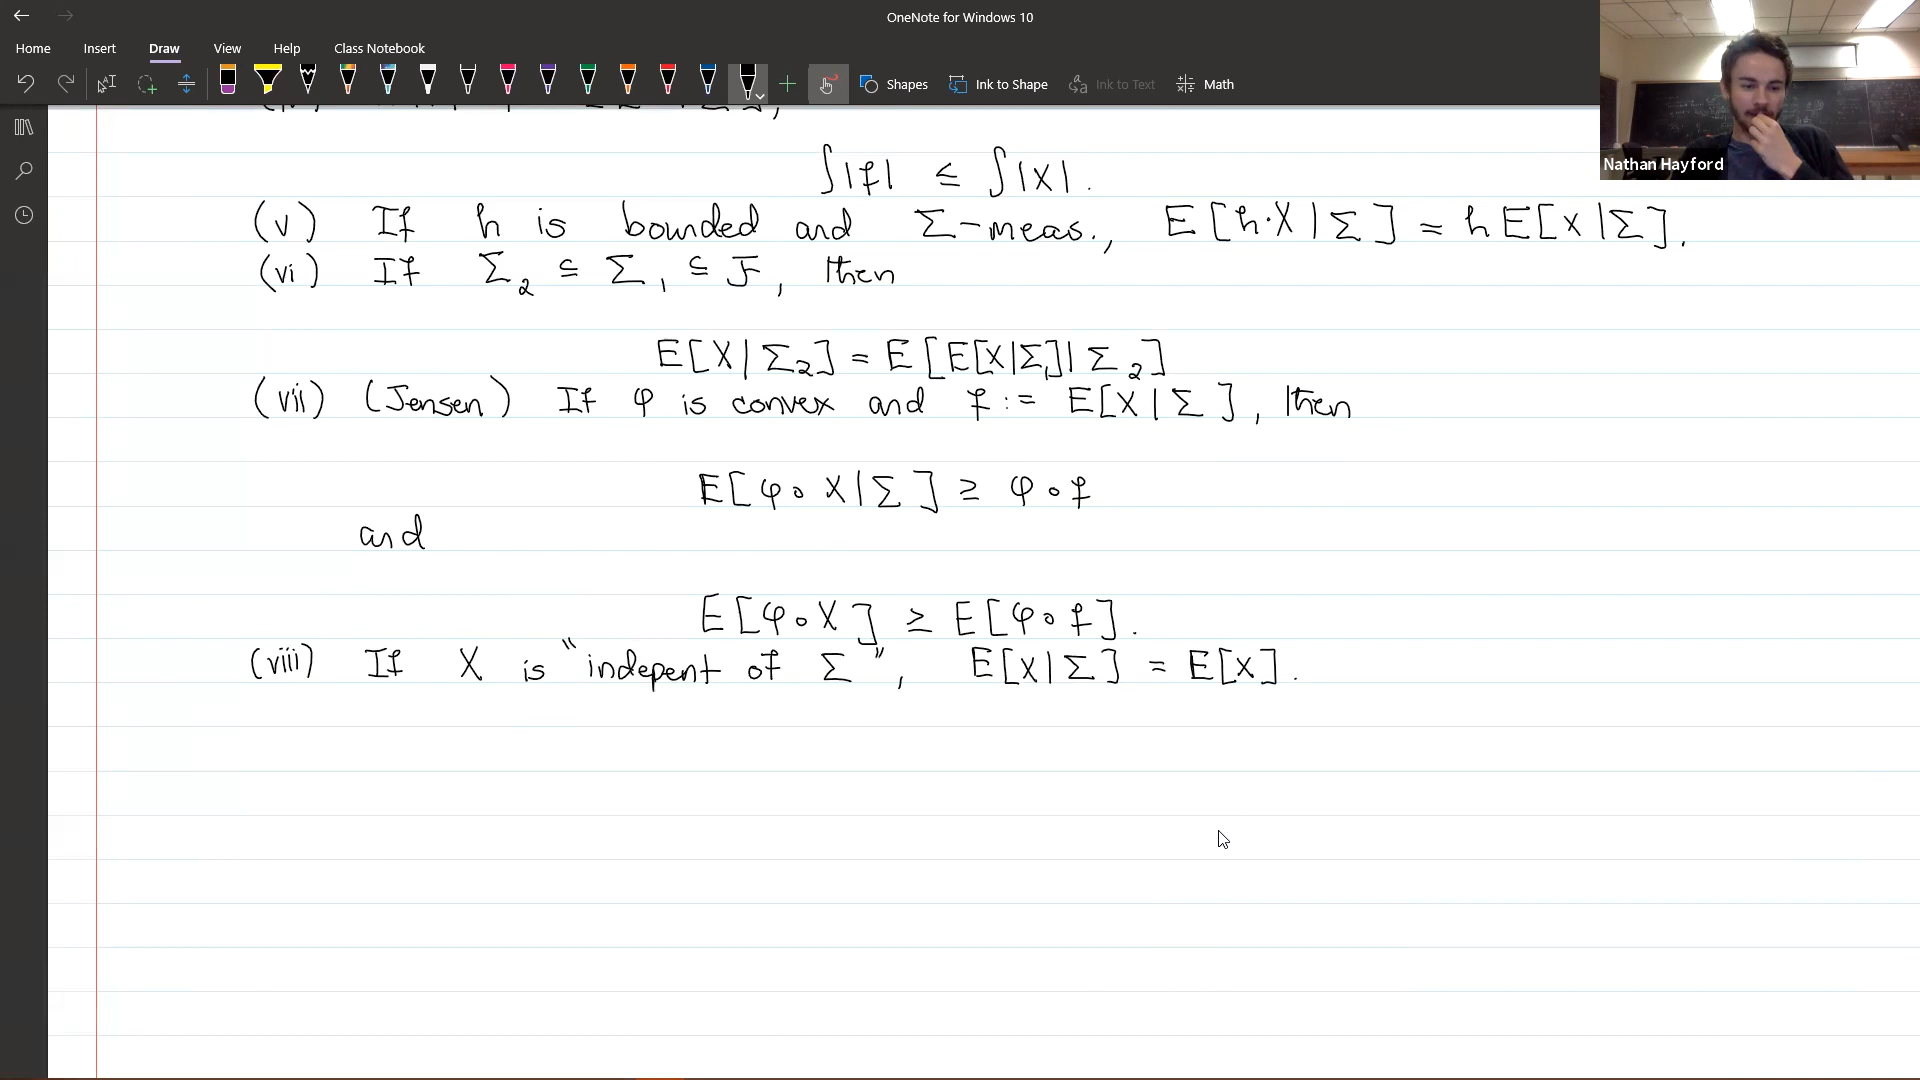 OneNote for Windows 10
Home Insert Draw View Help Class Notebook
Shapes Ink to Shape Ink to Text Math
Nathan Hayford
∫|f| ≤ ∫|X|.
(v) If h is bounded and Σ-meas., E[h·X|Σ] = hE[X|Σ].
(vi) If Σ₂ ⊆ Σ₁ ⊆ F, then
E[X|Σ₂] = E[E[X|Σ₁]|Σ₂]
(vii) (Jensen) If φ is convex and f := E[X|Σ], then
E[φ∘X|Σ] ≥ φ∘f
and
E[φ∘X] ≥ E[φ∘f].
(viii) If X is "indepent of Σ", E[X|Σ] = E[X].